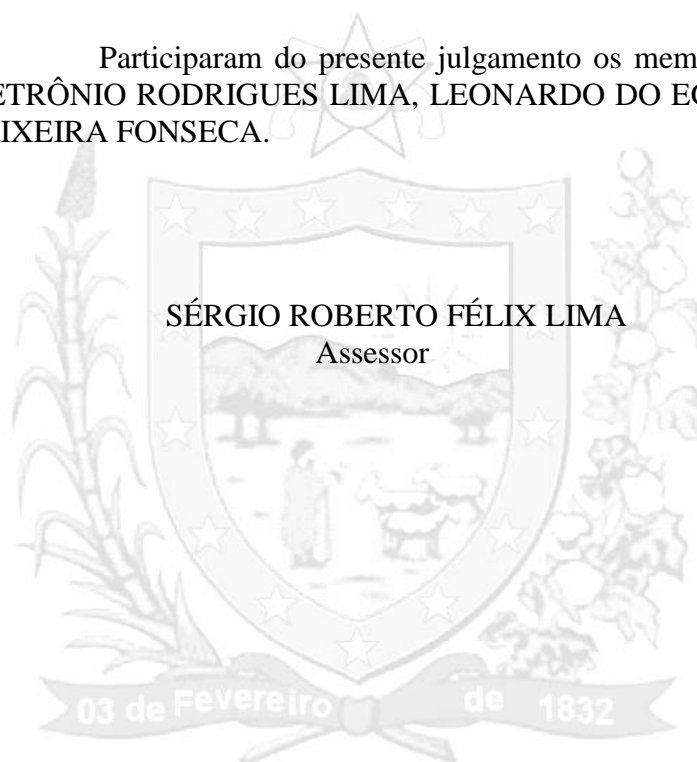 Participaram do presente julgamento os mem
ETRÔNIO RODRIGUES LIMA, LEONARDO DO
IXEIRA FONSECA.
SÉRGIO ROBERTO FÉLIX LIMA
Assessor
03 de Fevereiro de 1832